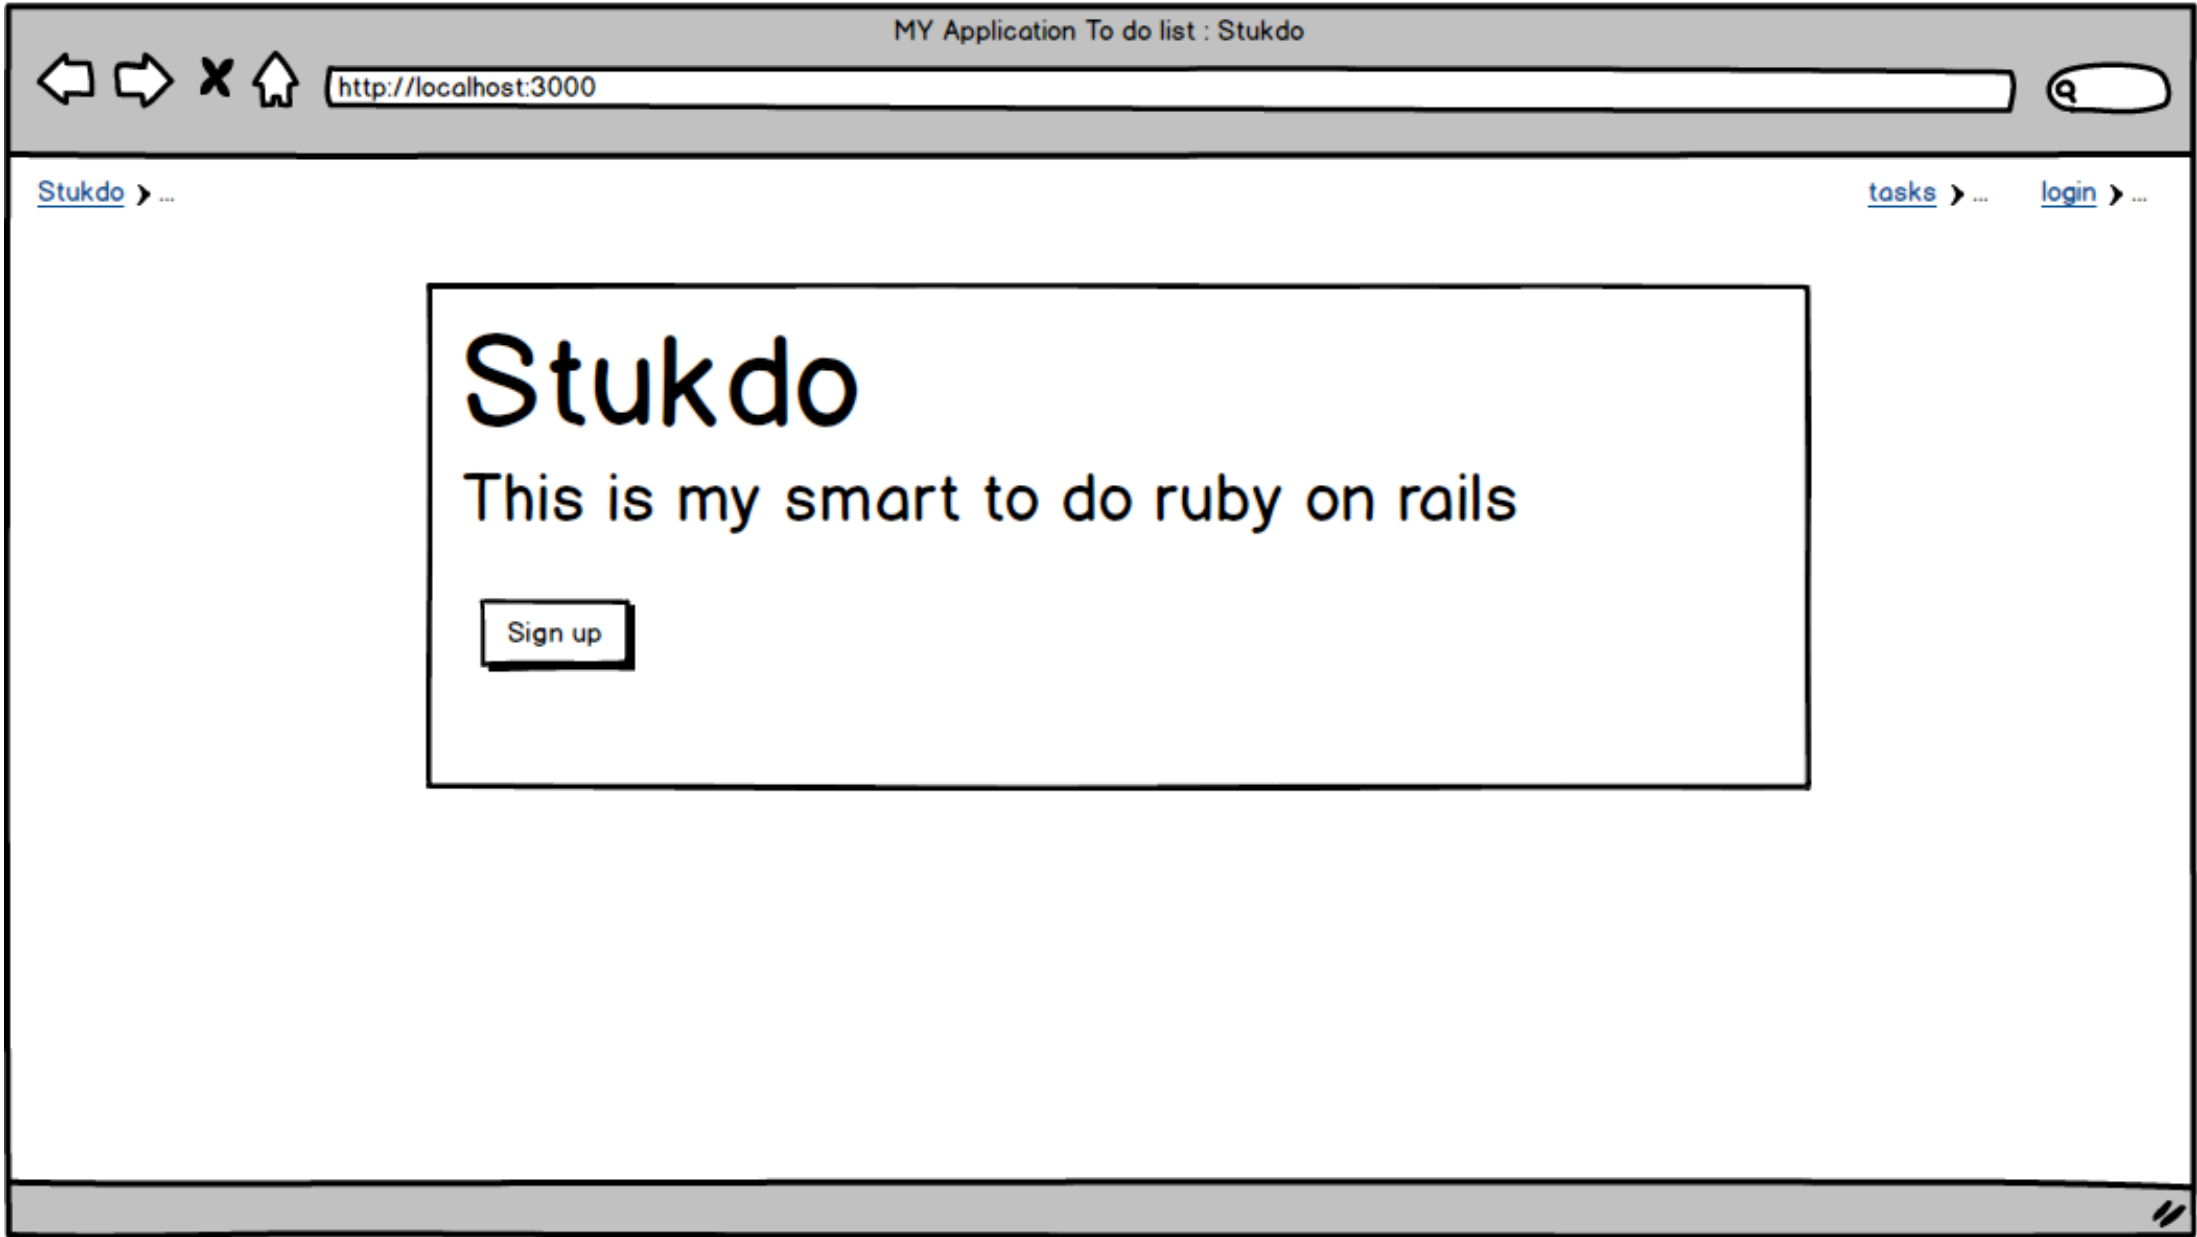 MY Application To do list : Stukdo
http://localhost:3000
Stukdo ... tasks ... login ...
Stukdo
This is my smart to do ruby on rails
Sign up